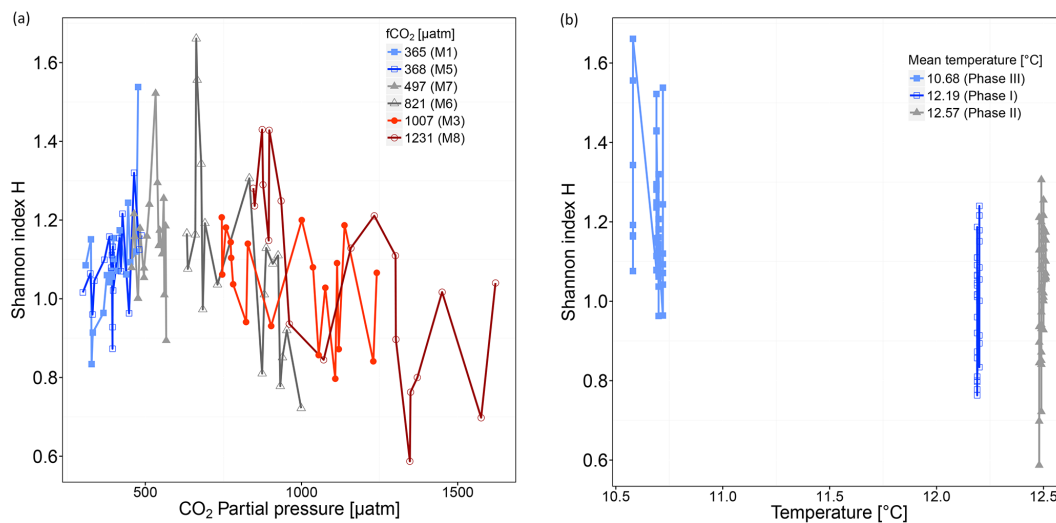 (a)
Shannon index H
1.6
1.4
1.2
1.0
0.8
0.6
fCO₂ [µatm]
365 (M1)
368 (M5)
497 (M7)
821 (M6)
1007 (M3)
1231 (M8)
500
1000
1500
CO₂ Partial pressure [µatm]
(b)
Shannon index H
1.6
1.4
1.2
1.0
0.8
0.6
Mean temperature [°C]
10.68 (Phase III)
12.19 (Phase I)
12.57 (Phase II)
10.5
11.0
11.5
12.0
12.5
Temperature [°C]